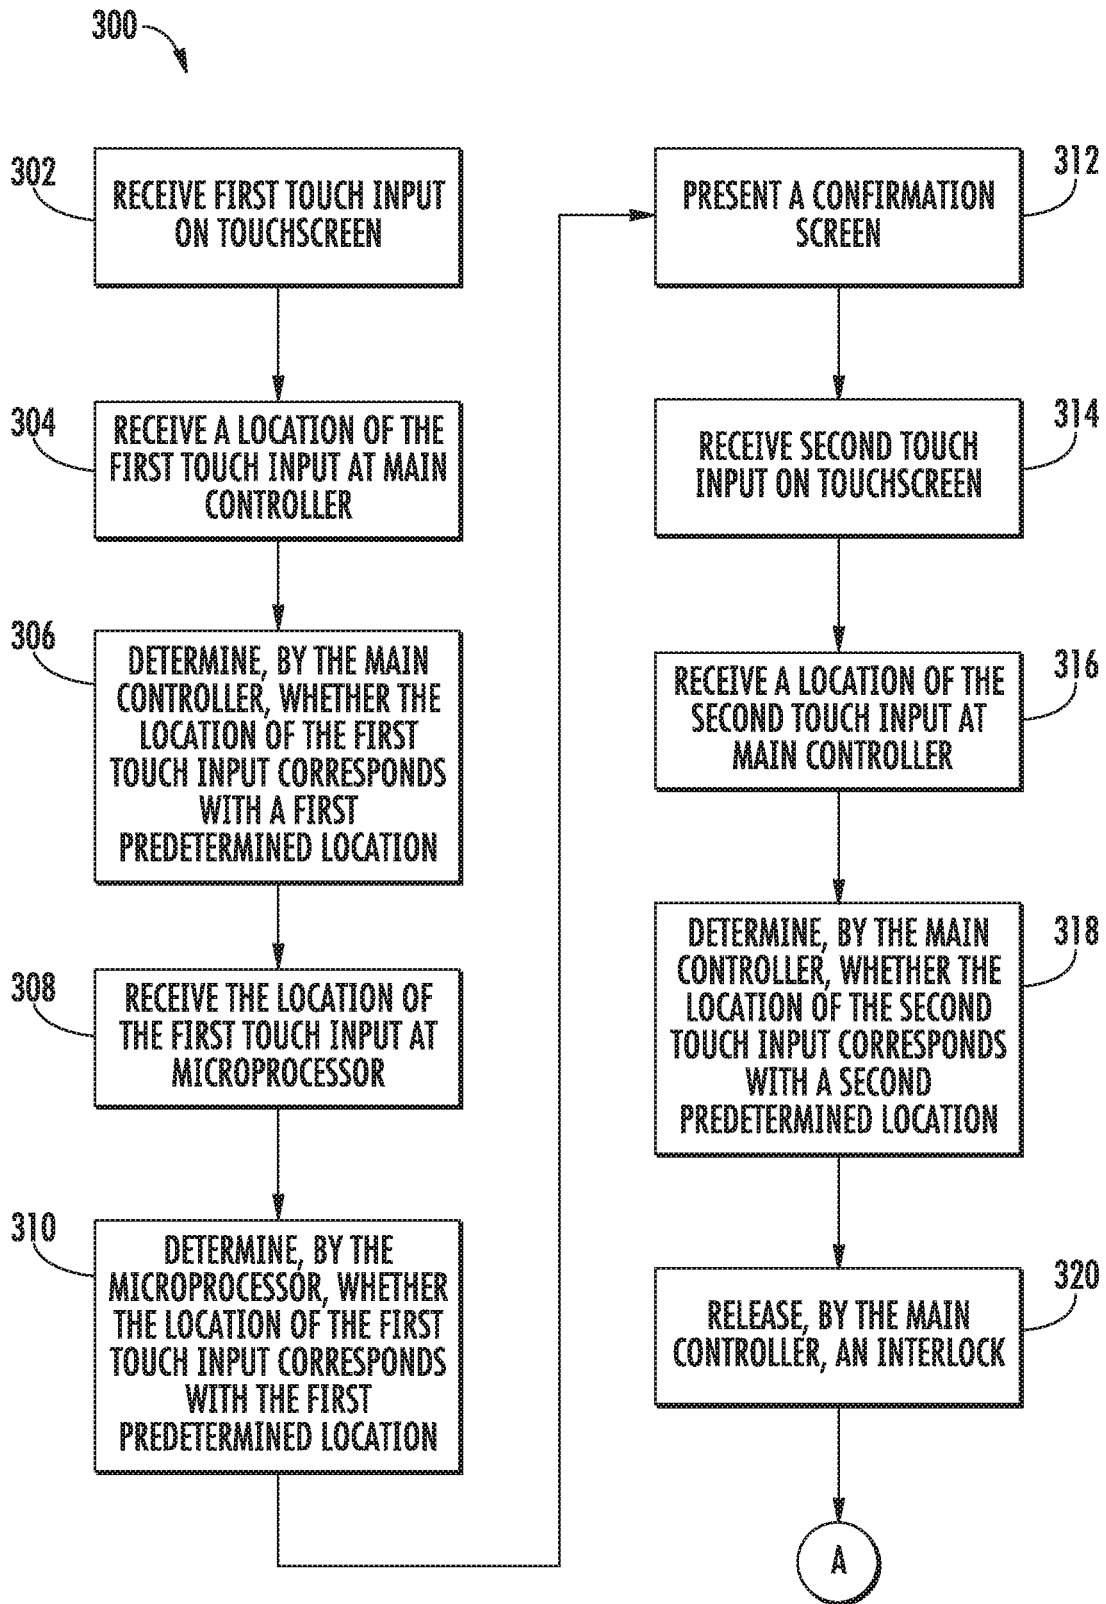 300
302
RECEIVE FIRST TOUCH INPUT
ON TOUCHSCREEN
304
RECEIVE A LOCATION OF THE
FIRST TOUCH INPUT AT MAIN
CONTROLLER
306
DETERMINE, BY THE MAIN
CONTROLLER, WHETHER THE
LOCATION OF THE FIRST
TOUCH INPUT CORRESPONDS
WITH A FIRST
PREDETERMINED LOCATION
308
RECEIVE THE LOCATION OF
THE FIRST TOUCH INPUT AT
MICROPROCESSOR
310
DETERMINE, BY THE
MICROPROCESSOR, WHETHER
THE LOCATION OF THE FIRST
TOUCH INPUT CORRESPONDS
WITH THE FIRST
PREDETERMINED LOCATION
312
PRESENT A CONFIRMATION
SCREEN
314
RECEIVE SECOND TOUCH
INPUT ON TOUCHSCREEN
316
RECEIVE A LOCATION OF THE
SECOND TOUCH INPUT AT
MAIN CONTROLLER
318
DETERMINE, BY THE MAIN
CONTROLLER, WHETHER THE
LOCATION OF THE SECOND
TOUCH INPUT CORRESPONDS
WITH A SECOND
PREDETERMINED LOCATION
320
RELEASE, BY THE MAIN
CONTROLLER, AN INTERLOCK
A